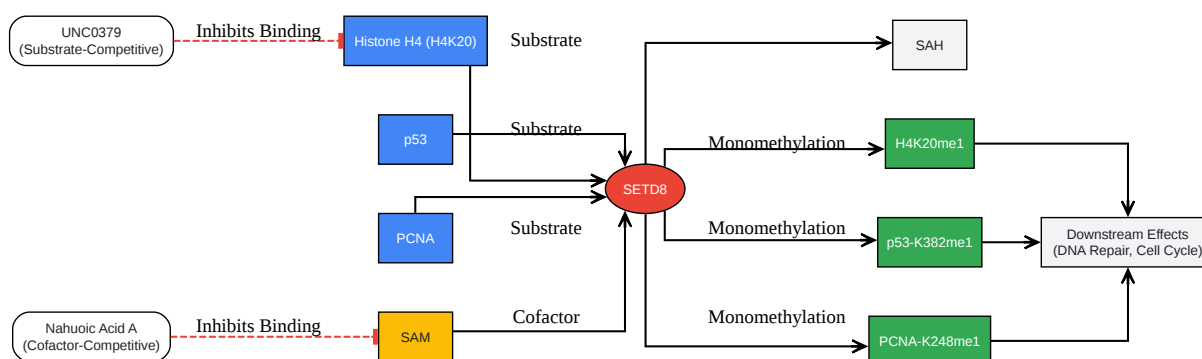 UNC0379
(Substrate-Competitive)
Inhibits Binding
Histone H4 (H4K20)
Substrate
SAH
p53
Substrate
Monomethylation
H4K20me1
SETD8
PCNA
Substrate
Monomethylation
p53-K382me1
Downstream Effects
(DNA Repair, Cell Cycle)
Nahuoic Acid A
(Cofactor-Competitive)
Inhibits Binding
SAM
Cofactor
Monomethylation
PCNA-K248me1